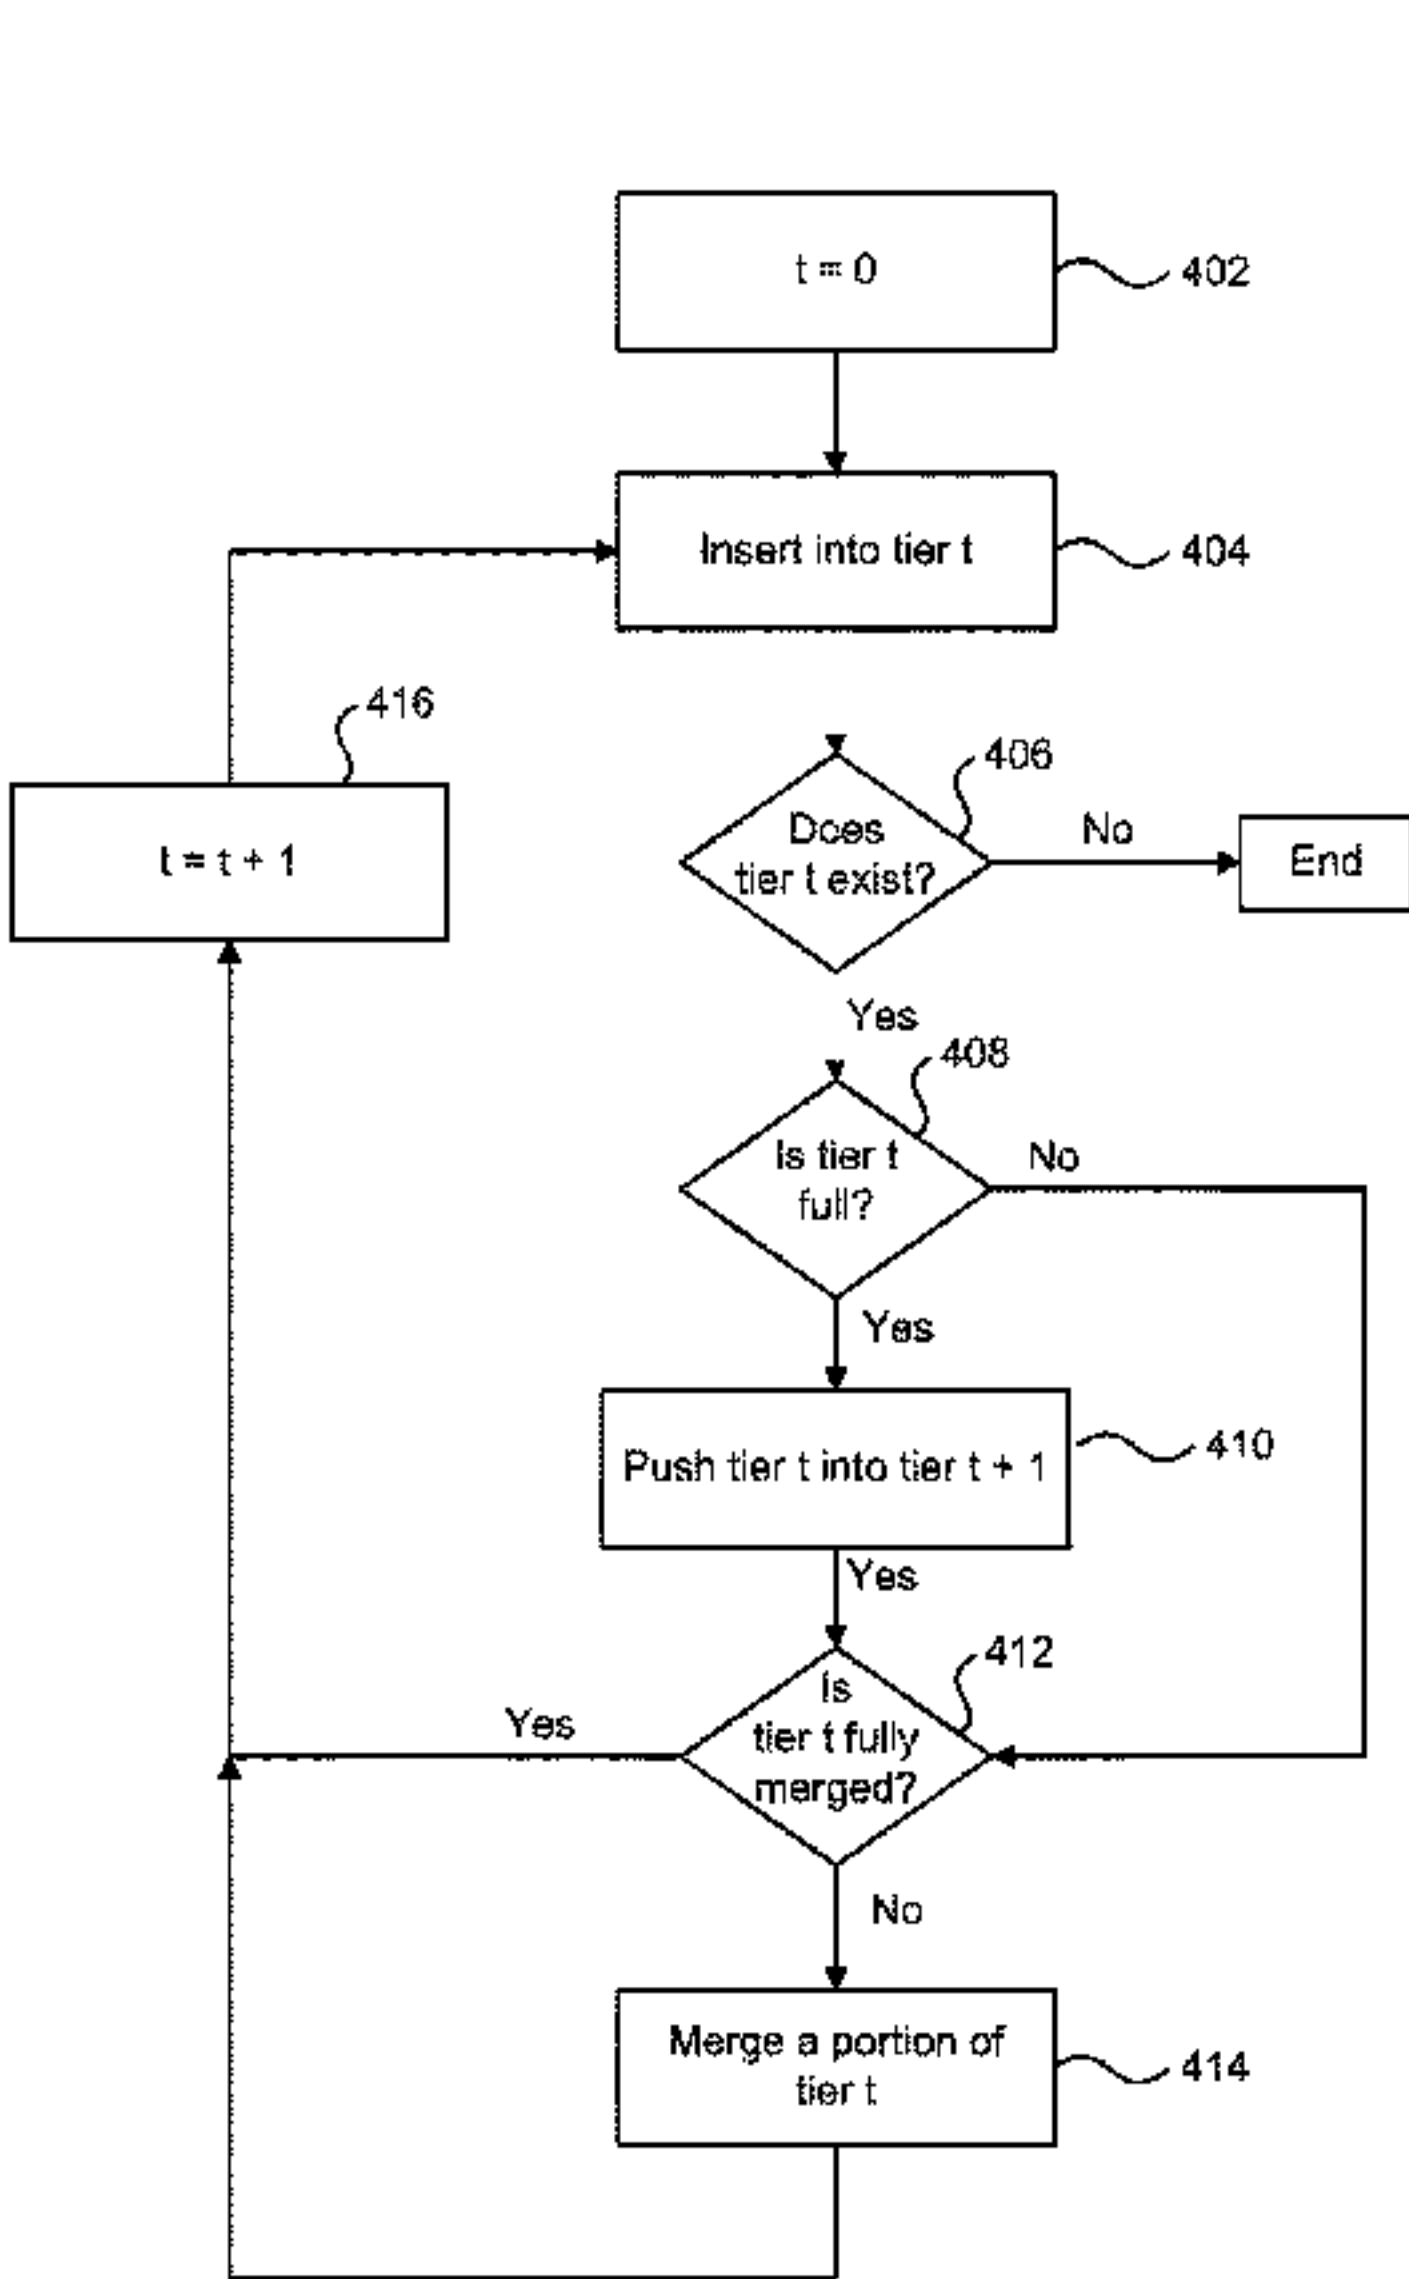 t = 0
402
Insert into tier t
404
416
t = t + 1
406
Does
tier t exist?
No
End
Yes
408
Is tier t
full?
No
Yes
Push tier t into tier t + 1
410
Yes
412
Is
tier t fully
merged?
Yes
No
Merge a portion of
tier t
414